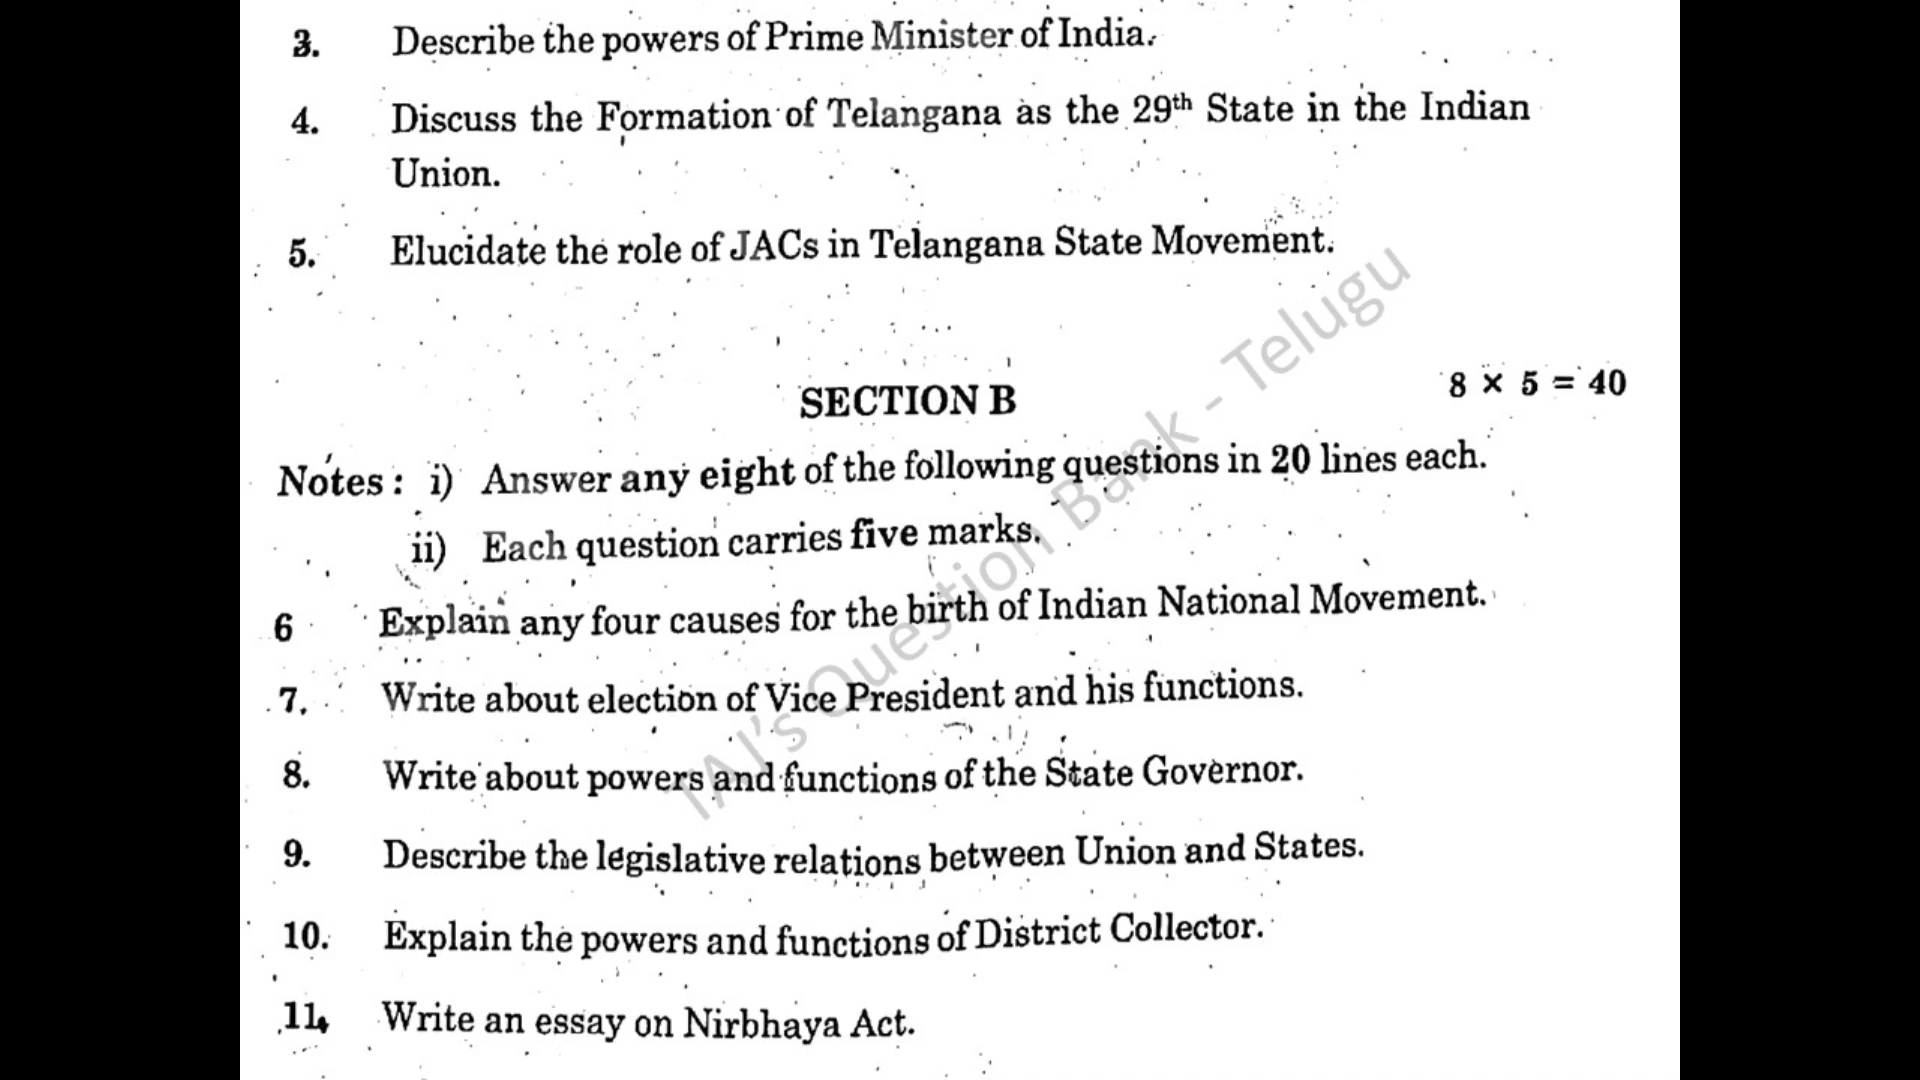 3. Describe the powers of Prime Minister of India.
4. Discuss the Formation of Telangana as the 29th State in the Indian
Union.
5. Elucidate the role of JACs in Telangana State Movement.
SECTION B
8 × 5 = 40
Notes : i) Answer any eight of the following questions in 20 lines each.
ii) Each question carries five marks.
6 Explain any four causes for the birth of Indian National Movement.
7. Write about election of Vice President and his functions.
8. Write about powers and functions of the State Governor.
9. Describe the legislative relations between Union and States.
10. Explain the powers and functions of District Collector.
11. Write an essay on Nirbhaya Act.
TAJ's Question Bank - Telugu